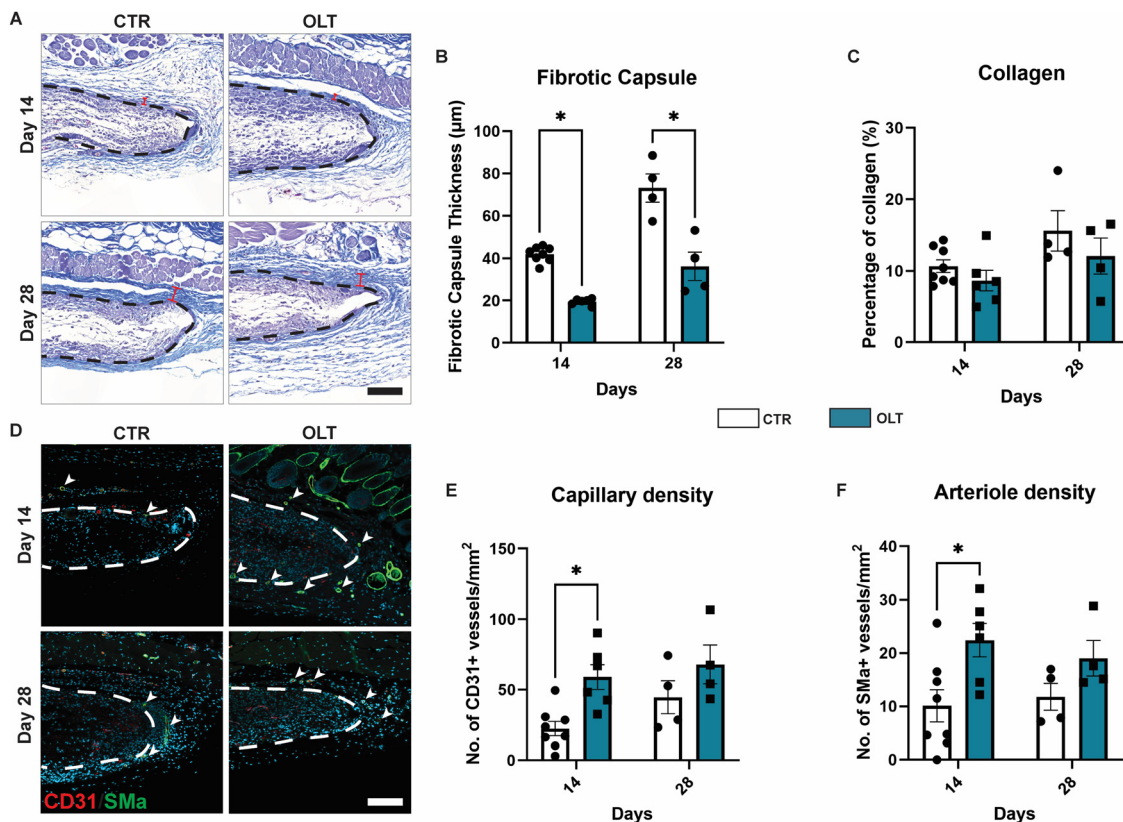 A
CTR
OLT
Day 14
Day 28
B
Fibrotic Capsule
Fibrotic Capsule Thickness (µm)
100
80
60
40
20
0
*
*
14
28
Days
C
Collagen
Percentage of collagen (%)
30
20
10
0
14
28
Days
CTR
OLT
D
CTR
OLT
Day 14
Day 28
CD31/SMa
E
Capillary density
No. of CD31+ vessels/mm²
150
100
50
0
*
14
28
Days
F
Arteriole density
No. of SMa+ vessels/mm²
40
30
20
10
0
*
14
28
Days